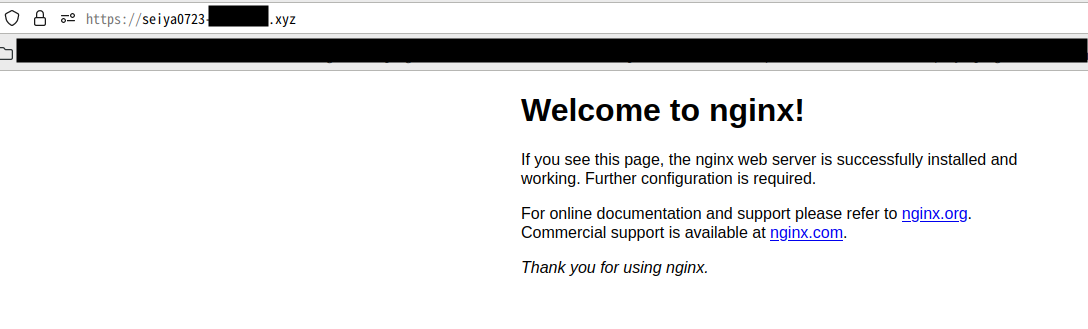 https://seiya0723- .xyz
Welcome to nginx!
If you see this page, the nginx web server is successfully installed and
working. Further configuration is required.
For online documentation and support please refer to nginx.org.
Commercial support is available at nginx.com.
Thank you for using nginx.